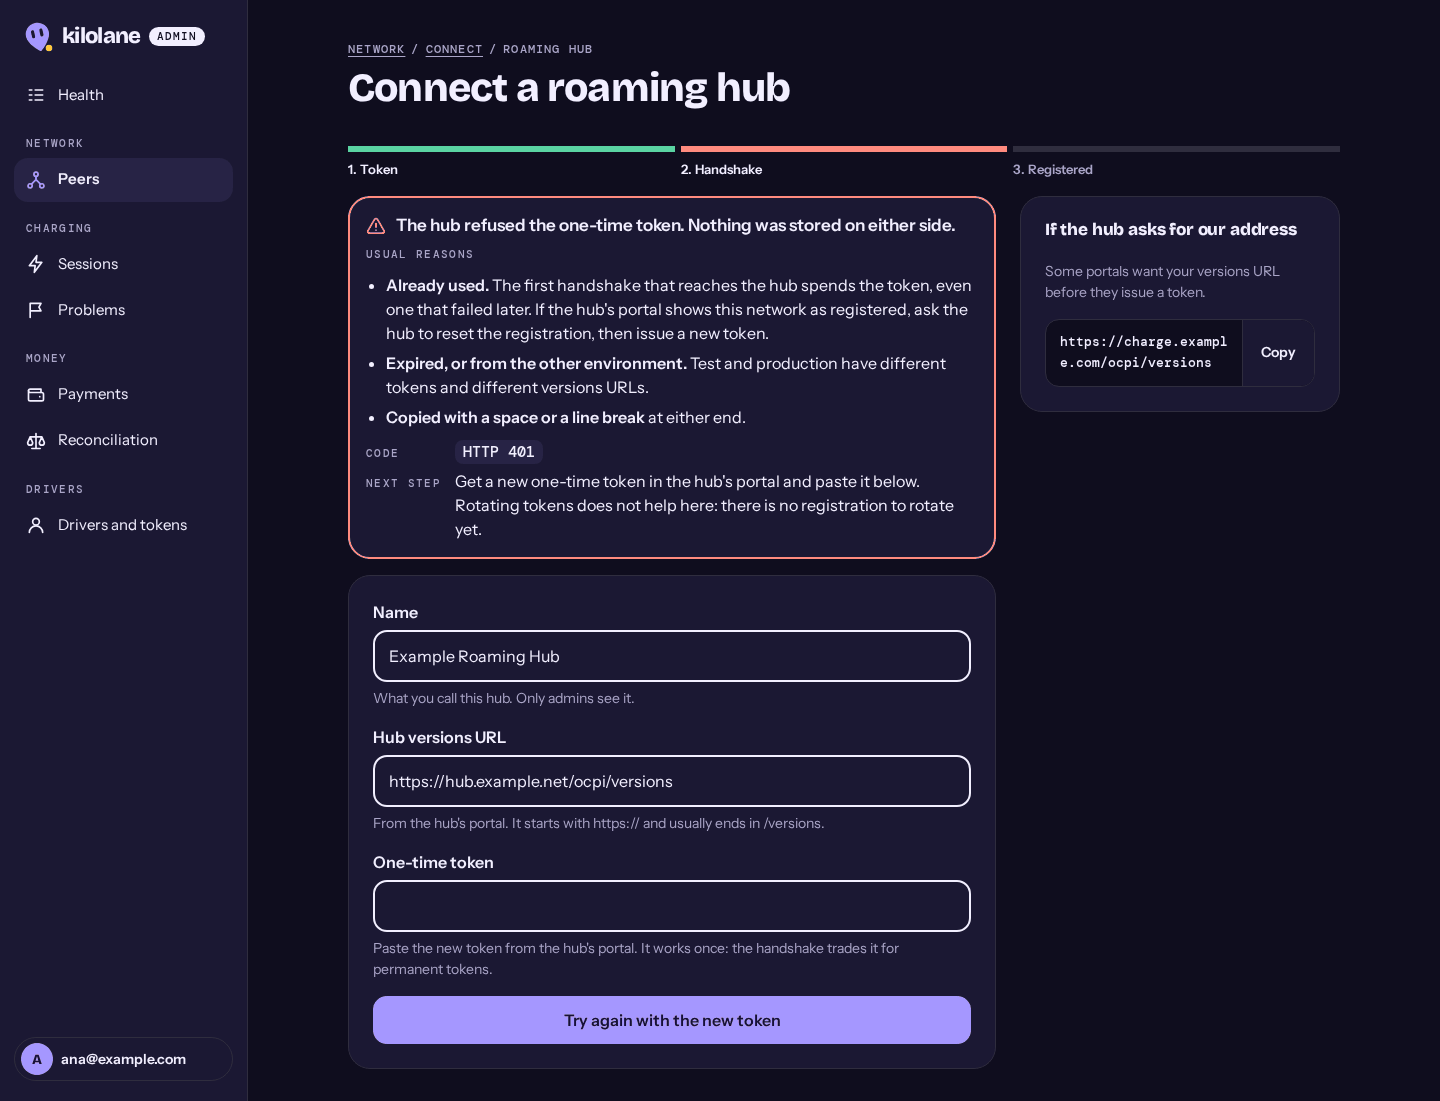 kilolane ADMIN
Health
NETWORK
Peers
CHARGING
Sessions
Problems
MONEY
Payments
Reconciliation
DRIVERS
Drivers and tokens
A ana@example.com
NETWORK / CONNECT / ROAMING HUB
Connect a roaming hub
1. Token
2. Handshake
3. Registered
The hub refused the one-time token. Nothing was stored on either side.
USUAL REASONS
• Already used. The first handshake that reaches the hub spends the token, even
one that failed later. If the hub's portal shows this network as registered, ask the
hub to reset the registration, then issue a new token.
• Expired, or from the other environment. Test and production have different
tokens and different versions URLs.
• Copied with a space or a line break at either end.
CODE HTTP 401
NEXT STEP Get a new one-time token in the hub's portal and paste it below.
Rotating tokens does not help here: there is no registration to rotate
yet.
Name
Example Roaming Hub
What you call this hub. Only admins see it.
Hub versions URL
https://hub.example.net/ocpi/versions
From the hub's portal. It starts with https:// and usually ends in /versions.
One-time token
Paste the new token from the hub's portal. It works once: the handshake trades it for
permanent tokens.
Try again with the new token
If the hub asks for our address
Some portals want your versions URL
before they issue a token.
https://charge.exampl
e.com/ocpi/versions
Copy